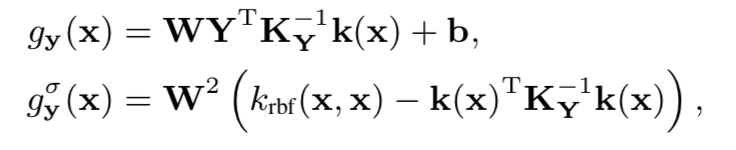 g_y(x) = WY^T K_Y^{-1} k(x) + b,
g_y^σ(x) = W^2 (k_rbf(x, x) − k(x)^T K_Y^{-1} k(x)),